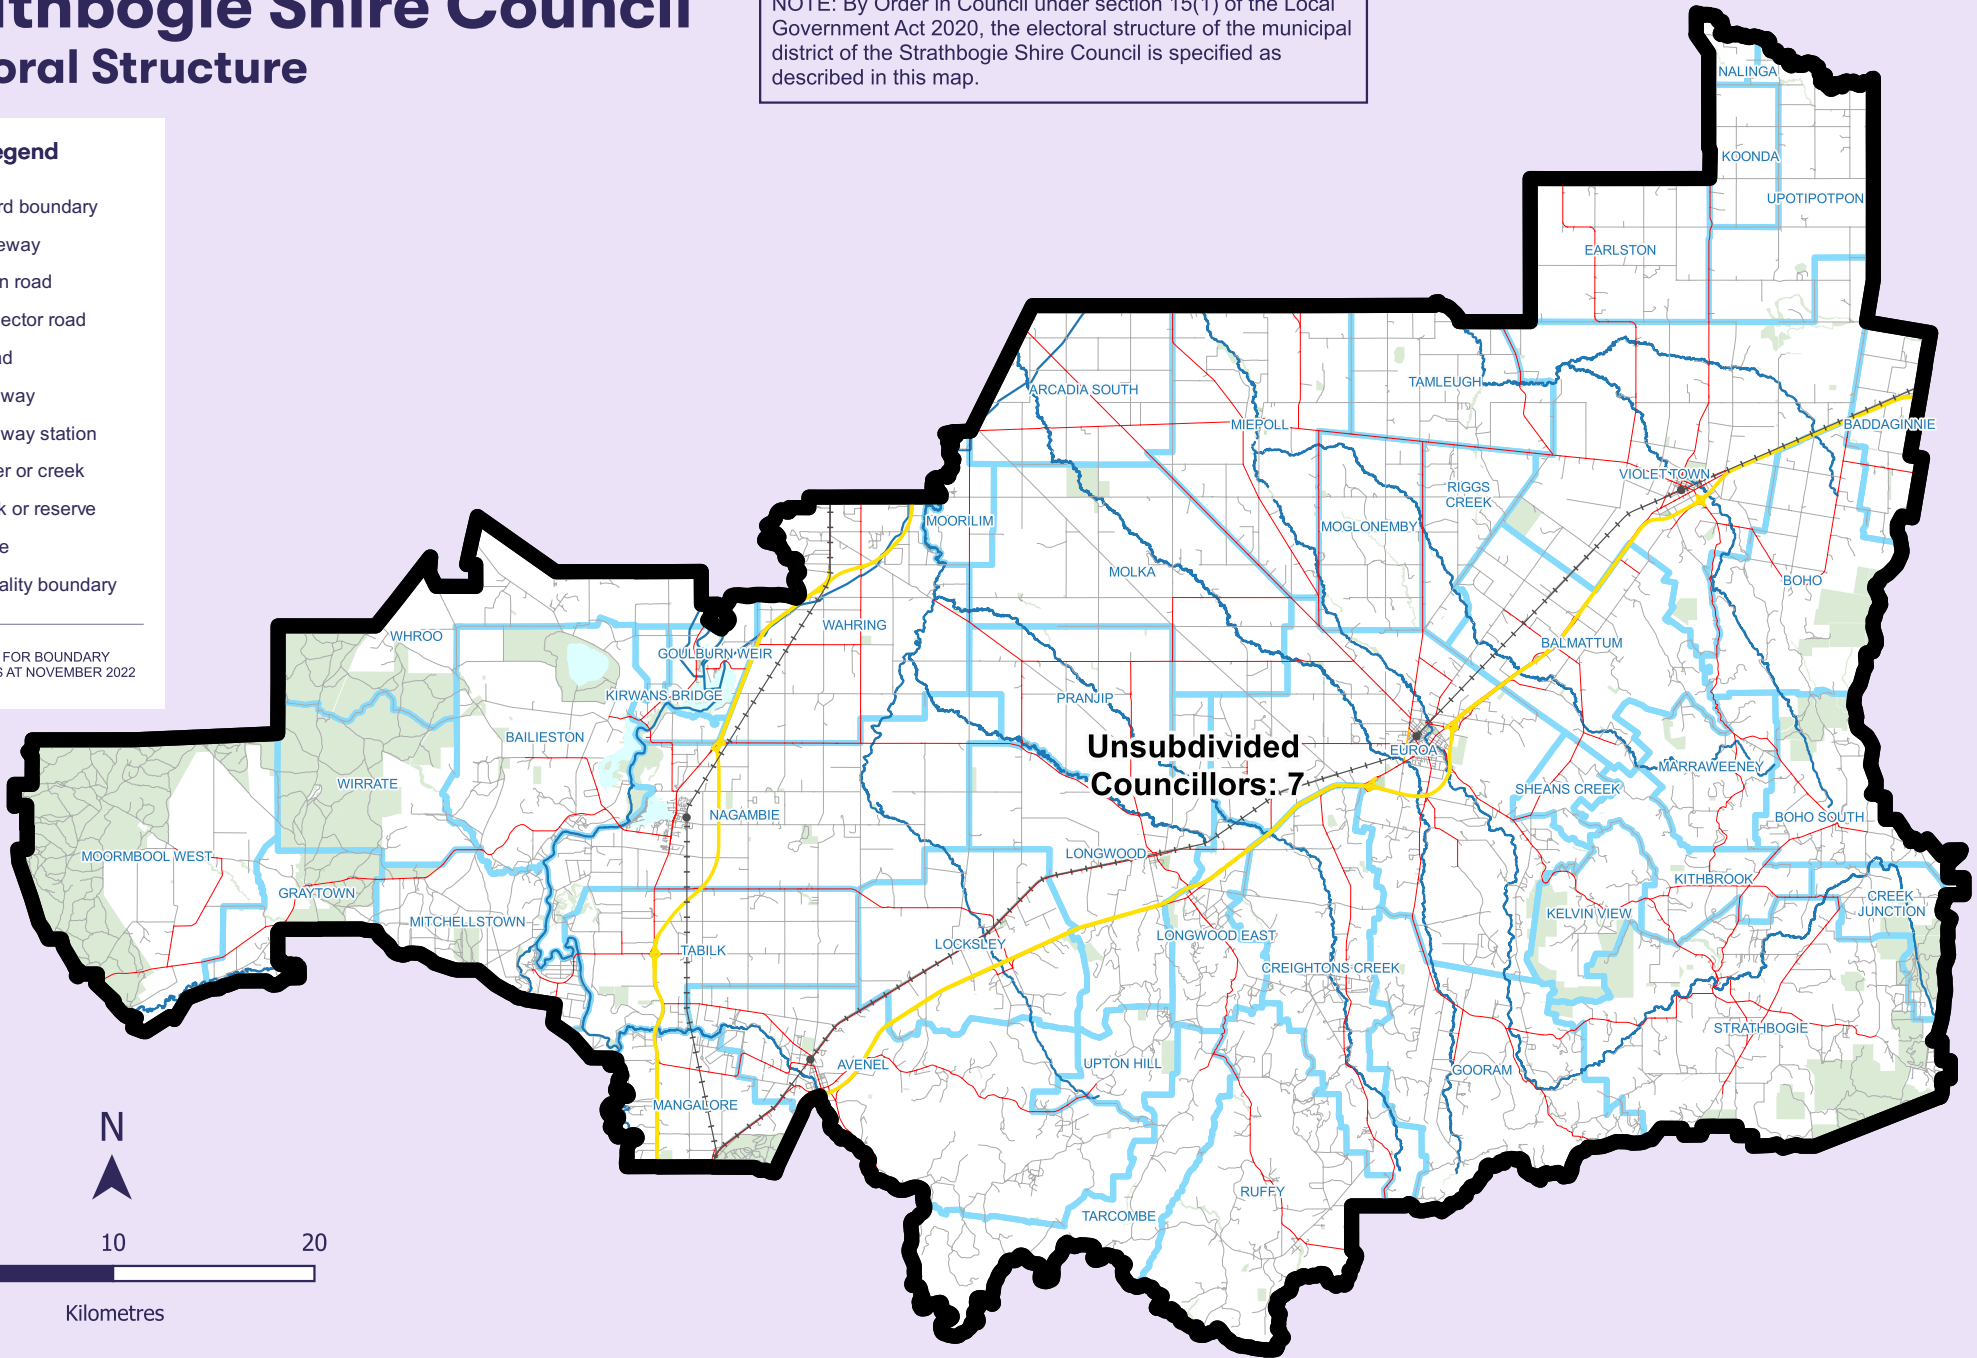 thbogie Shire Council
oral Structure
NOTE: By Order in Council under section 15(1) of the Local
Government Act 2020, the electoral structure of the municipal
district of the Strathbogie Shire Council is specified as
described in this map.
egend
rd boundary
eway
n road
ector road
ad
way
way station
er or creek
k or reserve
e
ality boundary
FOR BOUNDARY
S AT NOVEMBER 2022
NALINGA
KOONDA
UPOTIPOTPON
EARLSTON
ARCADIA SOUTH
TAMLEUGH
MIEPOLL
BADDAGINNIE
VIOLET TOWN
RIGGS
CREEK
MOORILIM
MOGLONEMBY
MOLKA
BOHO
WAHRING
WHROO
BALMATTUM
GOULBURN WEIR
KIRWANS BRIDGE
PRANJIP
BAILIESTON
Unsubdivided
Councillors: 7
EUROA
MARRAWEENEY
WIRRATE
SHEANS CREEK
NAGAMBIE
BOHO SOUTH
MOORMBOOL WEST
LONGWOOD
KITHBROOK
GRAYTOWN
CREEK
JUNCTION
MITCHELLSTOWN
KELVIN VIEW
LONGWOOD EAST
LOCKSLEY
TABILK
CREIGHTONS CREEK
STRATHBOGIE
AVENEL
UPTON HILL
GOORAM
MANGALORE
RUFFY
TARCOMBE
N
10 20
Kilometres